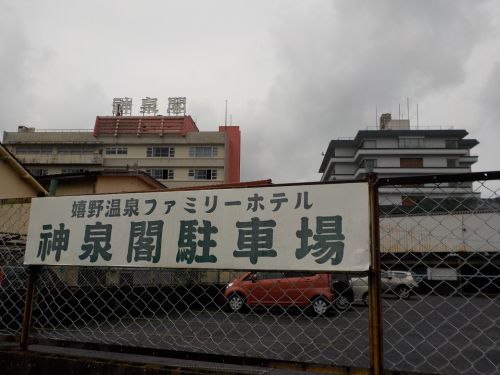 神泉閣
嬉野温泉ファミリーホテル
神泉閣駐車場